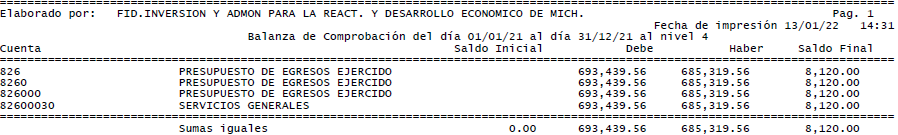 Elaborado por: FID.INVERSION Y ADMON PARA LA REACT. Y DESARROLLO ECONOMICO DE MICH. Pag. 1
Fecha de impresión 13/01/22 14:31
Balanza de Comprobación del día 01/01/21 al día 31/12/21 al nivel 4
Cuenta Saldo Inicial Debe Haber Saldo Final
826 PRESUPUESTO DE EGRESOS EJERCIDO 693,439.56 685,319.56 8,120.00
8260 PRESUPUESTO DE EGRESOS EJERCIDO 693,439.56 685,319.56 8,120.00
826000 PRESUPUESTO DE EGRESOS EJERCIDO 693,439.56 685,319.56 8,120.00
82600030 SERVICIOS GENERALES 693,439.56 685,319.56 8,120.00
Sumas iguales 0.00 693,439.56 685,319.56 8,120.00